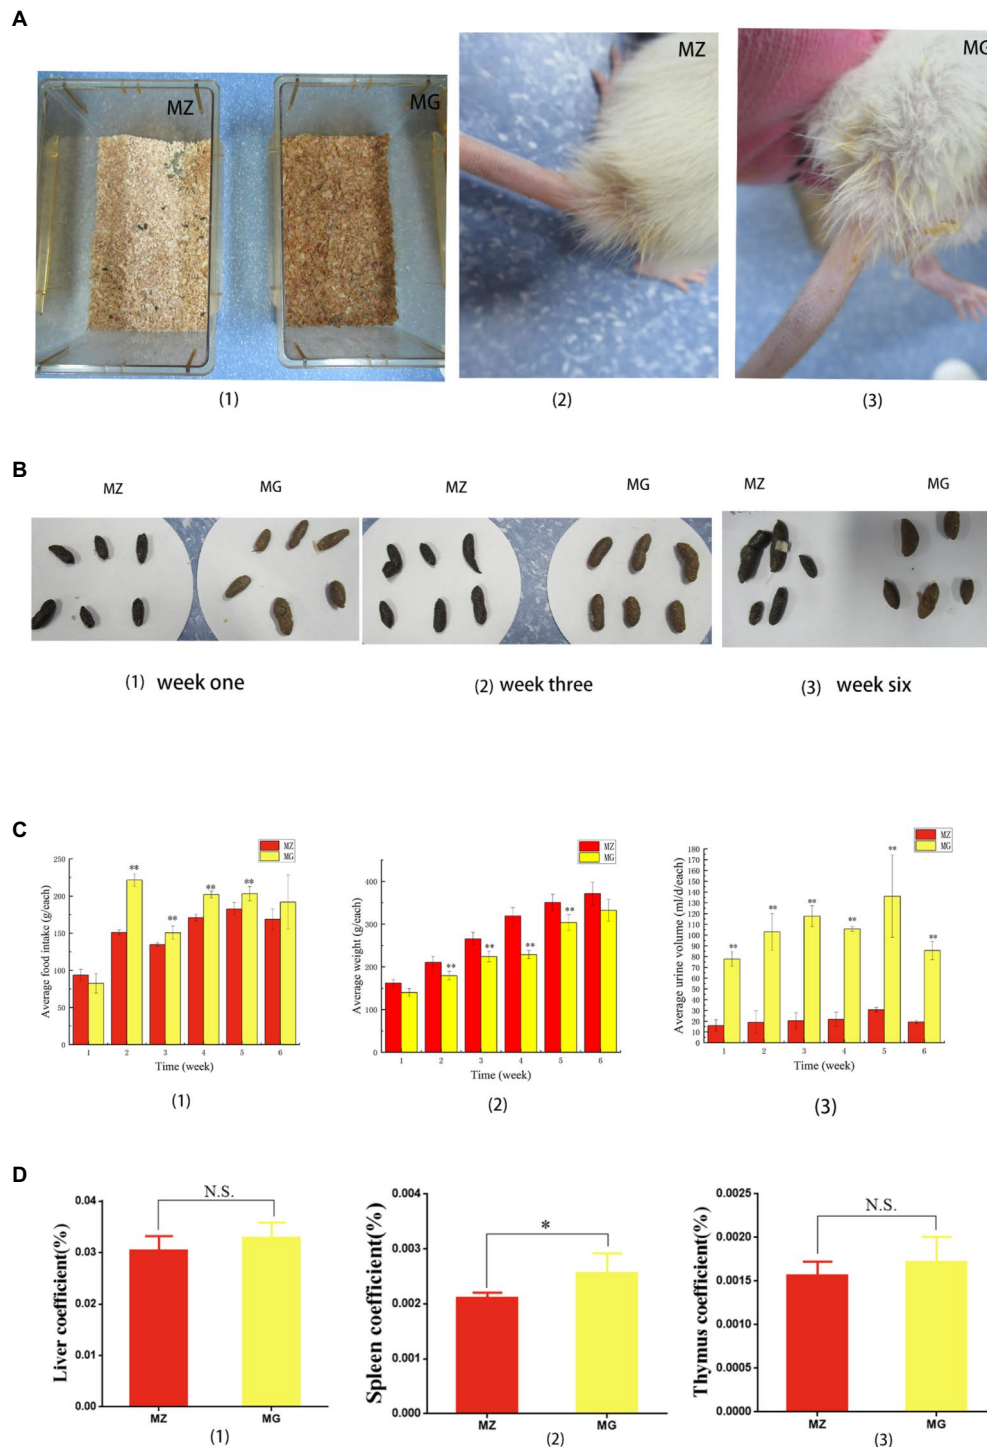 A
MZ
MG
MZ
MG
(1)
(2)
(3)
B
MZ
MG
MZ
MG
MZ
MG
(1) week one
(2) week three
(3) week six
C
MZ
MG
Average food intake (g/each)
250
200
150
100
50
0
** ** ** **
1 2 3 4 5 6
Time (week)
(1)
MZ
MG
Average weight (g/each)
400
300
200
100
0
** ** ** **
1 2 3 4 5 6
Time (week)
(2)
MZ
MG
Average urine volume (ml/d/each)
180
170
160
150
140
130
120
110
100
90
80
70
60
50
40
30
20
10
0
** ** ** ** ** **
1 2 3 4 5 6
Time (week)
(3)
D
Liver coefficient(%)
0.04
0.03
0.02
0.01
0.00
N.S.
MZ MG
(1)
Spleen coefficient(%)
0.004
0.003
0.002
0.001
0.000
*
MZ MG
(2)
Thymus coefficient(%)
0.0025
0.0020
0.0015
0.0010
0.0005
0.0000
N.S.
MZ MG
(3)